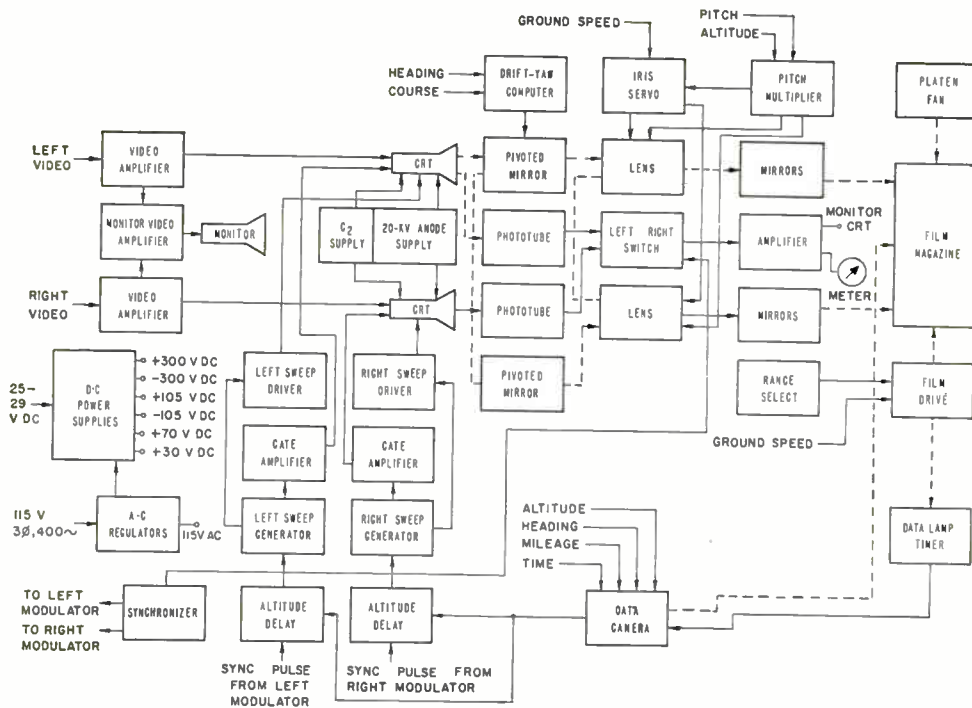 GROUND SPEED
PITCH
ALTITUDE
HEADING
COURSE
DRIFT-YAW
COMPUTER
IRIS
SERVO
PITCH
MULTIPLIER
PLATEN
FAN
LEFT
VIDEO
VIDEO
AMPLIFIER
CRT
PIVOTED
MIRROR
LENS
MIRRORS
MONITOR VIDEO
AMPLIFIER
MONITOR
C2
SUPPLY
20-KV ANODE
SUPPLY
PHOTOTUBE
LEFT RIGHT
SWITCH
AMPLIFIER
MONITOR
CRT
FILM
MAGAZINE
METER
RIGHT
VIDEO
VIDEO
AMPLIFIER
CRT
PHOTOTUBE
LENS
MIRRORS
25-
29
V DC
D-C
POWER
SUPPLIES
+300 V DC
-300 V DC
+105 V DC
-105 V DC
+70 V DC
+30 V DC
LEFT SWEEP
DRIVER
RIGHT SWEEP
DRIVER
PIVOTED
MIRROR
RANGE
SELECT
FILM
DRIVE
GROUND SPEED
GATE
AMPLIFIER
GATE
AMPLIFIER
115 V
3Ø,400~
A-C
REGULATORS
115V AC
LEFT SWEEP
GENERATOR
RIGHT SWEEP
GENERATOR
ALTITUDE
HEADING
MILEAGE
TIME
DATA LAMP
TIMER
TO LEFT
MODULATOR
TO RIGHT
MODULATOR
SYNCHRONIZER
ALTITUDE
DELAY
ALTITUDE
DELAY
DATA
CAMERA
SYNC PULSE
FROM LEFT
MODULATOR
SYNC PULSE FROM
RIGHT MODULATOR